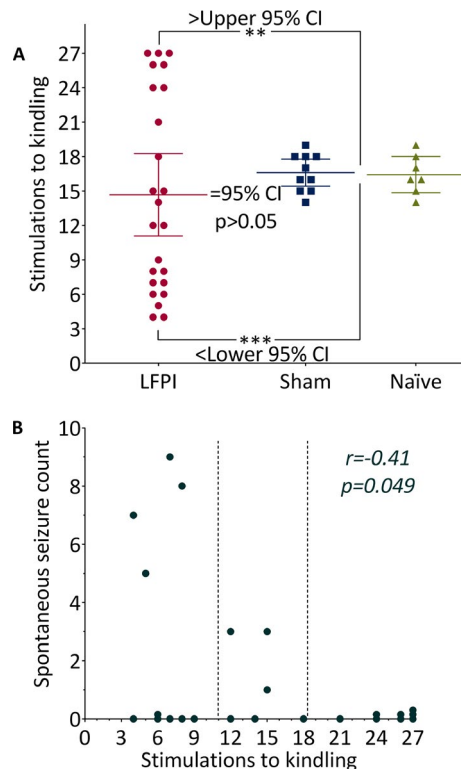 >Upper 95% CI
**
A
Stimulations to kindling
27
24
21
18
15
12
9
6
3
0
=95% CI
p>0.05
***
<Lower 95% CI
LFPI Sham Naïve
B
Spontaneous seizure count
10
8
6
4
2
0
r=-0.41
p=0.049
0 3 6 9 12 15 18 21 24 27
Stimulations to kindling